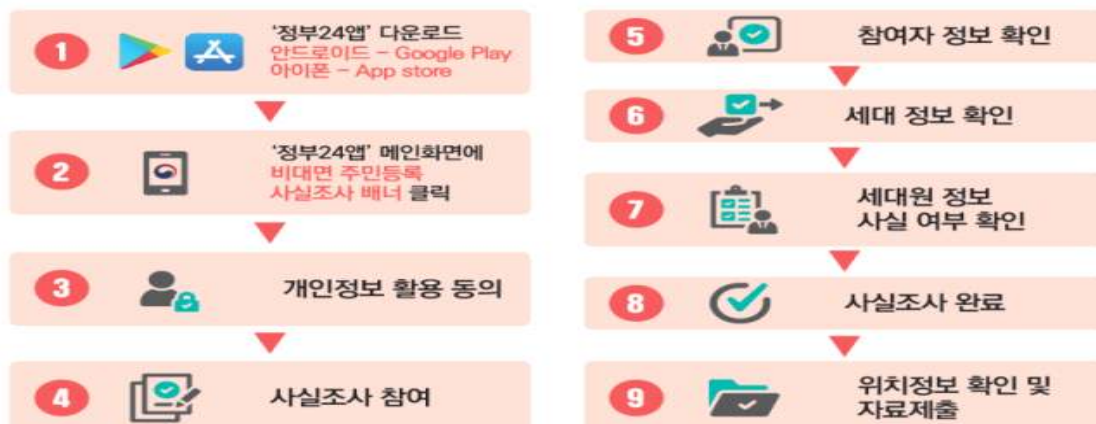 1
'정부24앱' 다운로드
안드로이드 - Google Play
아이폰 - App store
2
'정부24앱' 메인화면에
비대면 주민등록
사실조사 배너 클릭
3
개인정보 활용 동의
4
사실조사 참여
5
참여자 정보 확인
6
세대 정보 확인
7
세대원 정보
사실 여부 확인
8
사실조사 완료
9
위치정보 확인 및
자료제출